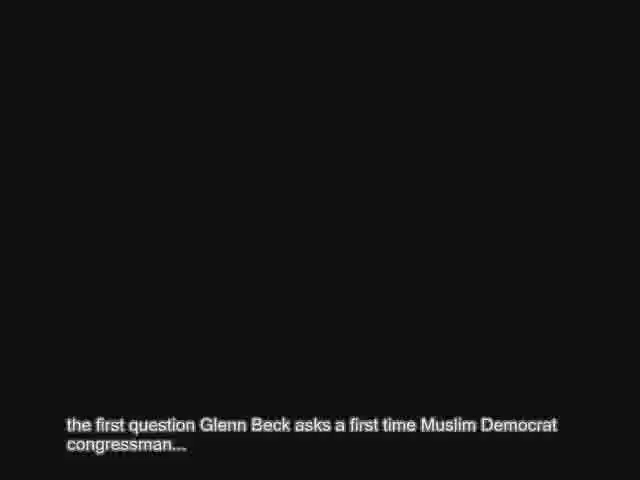 the first question Glenn Beck asks a first time Muslim Democrat
congressman...